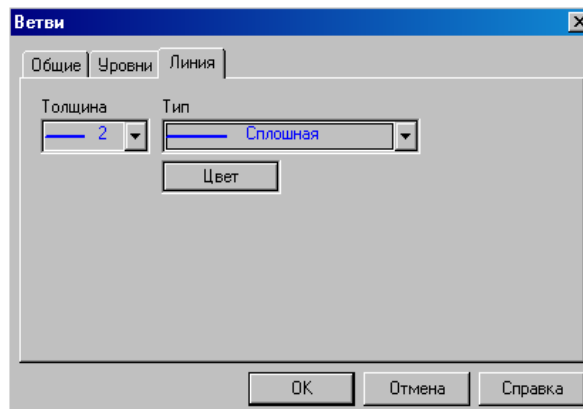 Ветви
Общие Уровни Линия
Толщина Тип
2 Сплошная
Цвет
OK Отмена Справка